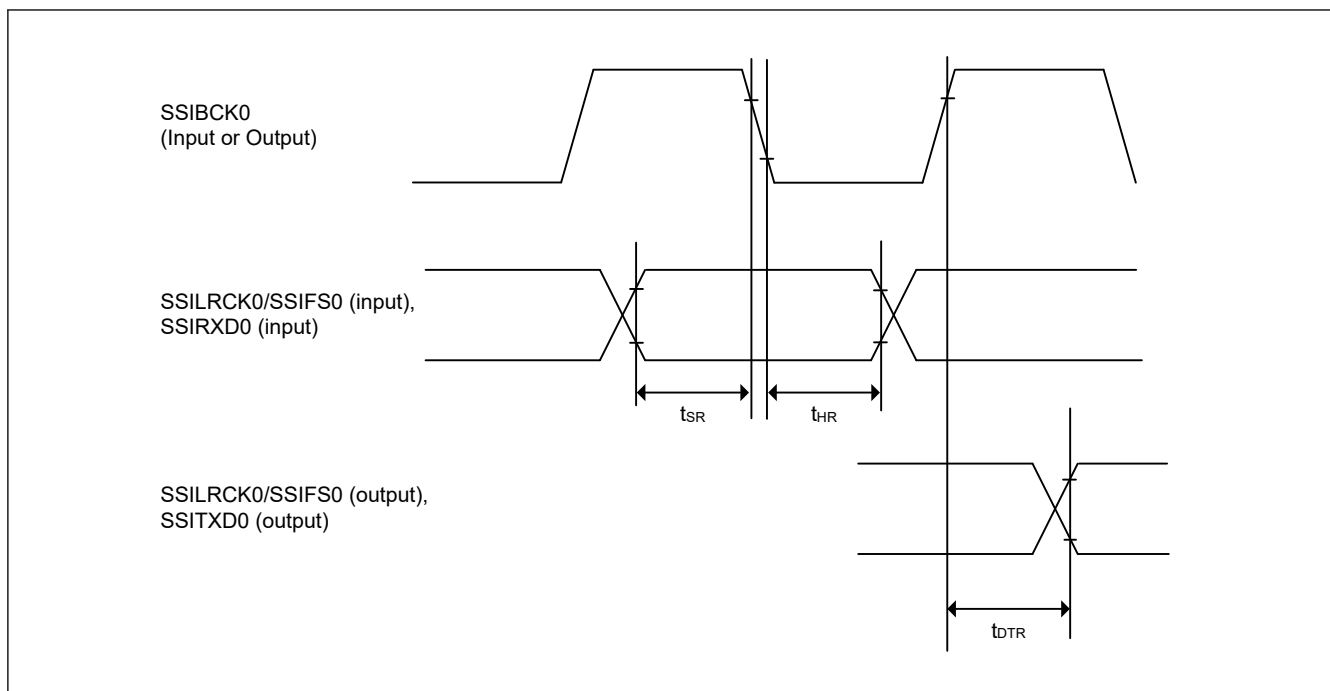 SSIBCK0
(Input or Output)
SSILRCK0/SSIFS0 (input),
SSIRXD0 (input)
tSR
tHR
SSILRCK0/SSIFS0 (output),
SSITXD0 (output)
tDTR